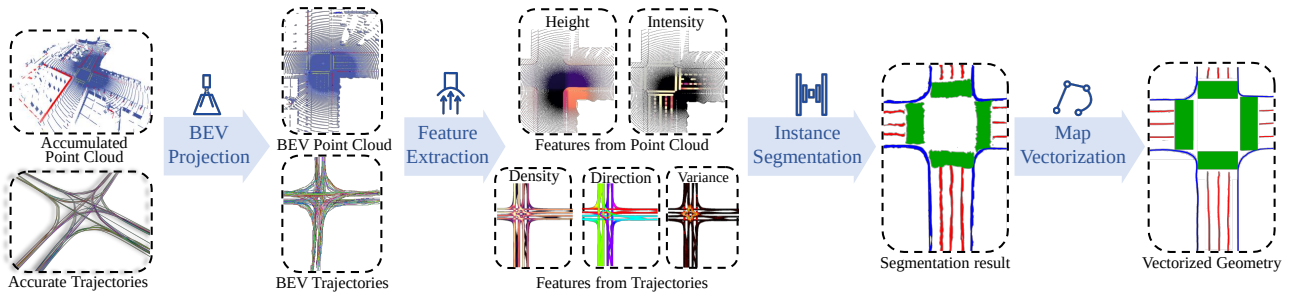 Accumulated
Point Cloud
Accurate Trajectories
BEV
Projection
BEV Point Cloud
BEV Trajectories
Feature
Extraction
Height
Intensity
Features from Point Cloud
Density
Direction
Variance
Features from Trajectories
Instance
Segmentation
Segmentation result
Map
Vectorization
Vectorized Geometry